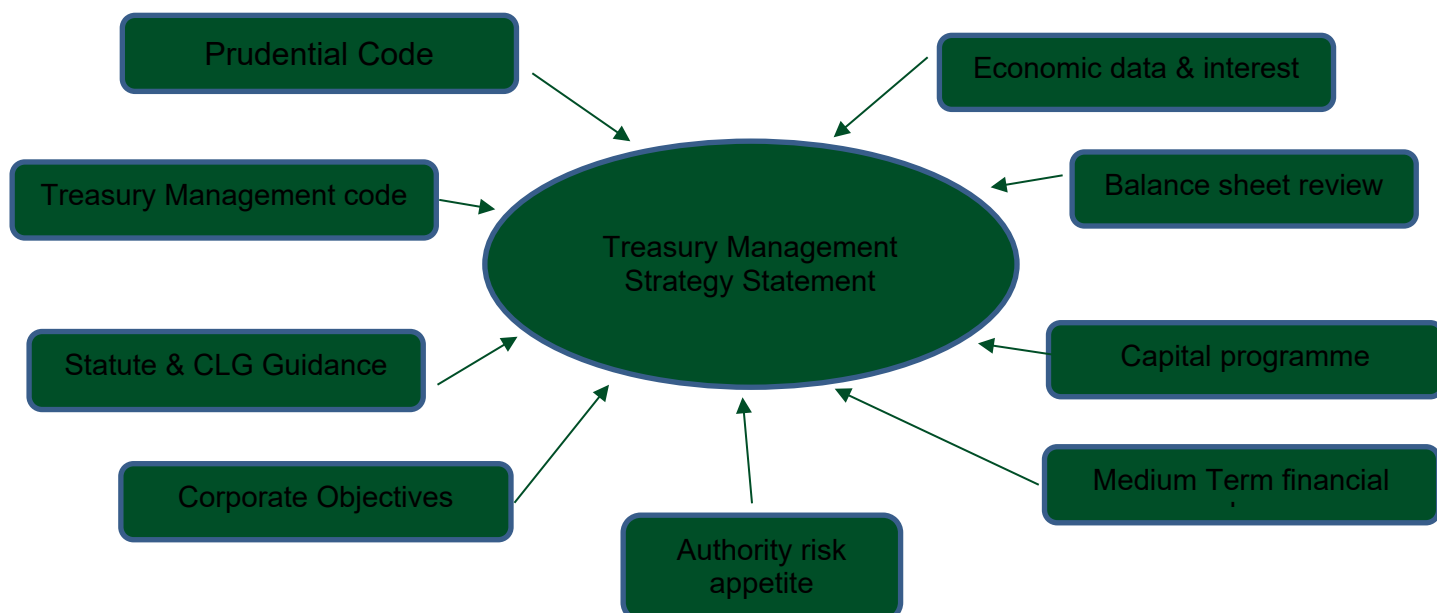 Prudential Code
Economic data & interest
Treasury Management code
Balance sheet review
Treasury Management
Strategy Statement
Statute & CLG Guidance
Capital programme
Corporate Objectives
Medium Term financial
Authority risk
appetite